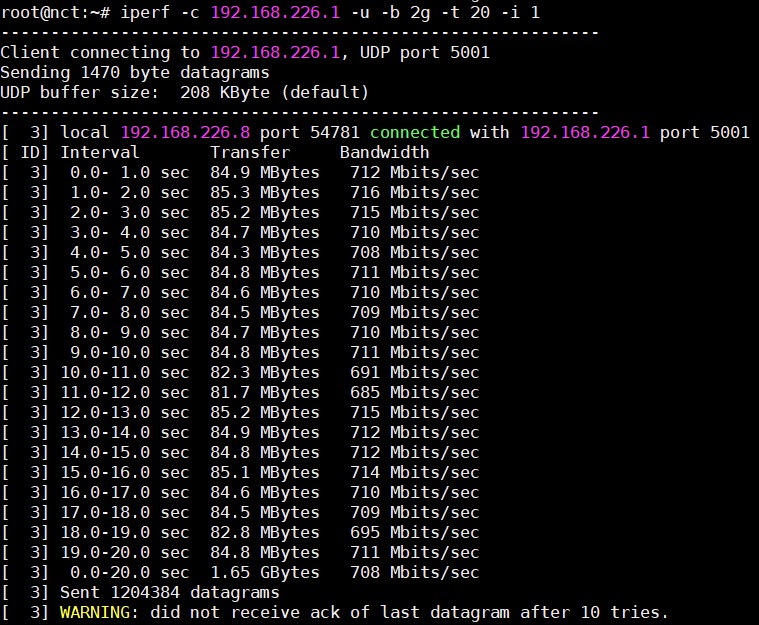 root@nct:~# iperf -c 192.168.226.1 -u -b 2g -t 20 -i 1
------------------------------------------------------------
Client connecting to 192.168.226.1, UDP port 5001
Sending 1470 byte datagrams
UDP buffer size:  208 KByte (default)
------------------------------------------------------------
[  3] local 192.168.226.8 port 54781 connected with 192.168.226.1 port 5001
[ ID] Interval       Transfer     Bandwidth
[  3]  0.0- 1.0 sec  84.9 MBytes   712 Mbits/sec
[  3]  1.0- 2.0 sec  85.3 MBytes   716 Mbits/sec
[  3]  2.0- 3.0 sec  85.2 MBytes   715 Mbits/sec
[  3]  3.0- 4.0 sec  84.7 MBytes   710 Mbits/sec
[  3]  4.0- 5.0 sec  84.3 MBytes   708 Mbits/sec
[  3]  5.0- 6.0 sec  84.8 MBytes   711 Mbits/sec
[  3]  6.0- 7.0 sec  84.6 MBytes   710 Mbits/sec
[  3]  7.0- 8.0 sec  84.5 MBytes   709 Mbits/sec
[  3]  8.0- 9.0 sec  84.7 MBytes   710 Mbits/sec
[  3]  9.0-10.0 sec  84.8 MBytes   711 Mbits/sec
[  3] 10.0-11.0 sec  82.3 MBytes   691 Mbits/sec
[  3] 11.0-12.0 sec  81.7 MBytes   685 Mbits/sec
[  3] 12.0-13.0 sec  85.2 MBytes   715 Mbits/sec
[  3] 13.0-14.0 sec  84.9 MBytes   712 Mbits/sec
[  3] 14.0-15.0 sec  84.8 MBytes   712 Mbits/sec
[  3] 15.0-16.0 sec  85.1 MBytes   714 Mbits/sec
[  3] 16.0-17.0 sec  84.6 MBytes   710 Mbits/sec
[  3] 17.0-18.0 sec  84.5 MBytes   709 Mbits/sec
[  3] 18.0-19.0 sec  82.8 MBytes   695 Mbits/sec
[  3] 19.0-20.0 sec  84.8 MBytes   711 Mbits/sec
[  3]  0.0-20.0 sec  1.65 GBytes   708 Mbits/sec
[  3] Sent 1204384 datagrams
[  3] WARNING: did not receive ack of last datagram after 10 tries.